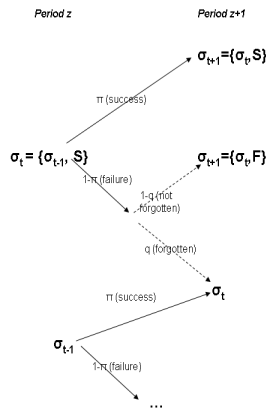 Period z
Period z+1
σt+1={σt,S}
π (success)
σt = {σt-1, S}
σt+1={σt,F}
1-π (failure)
1-q (not
forgotten)
q (forgotten)
σt
π (success)
σt-1
1-π (failure)
...